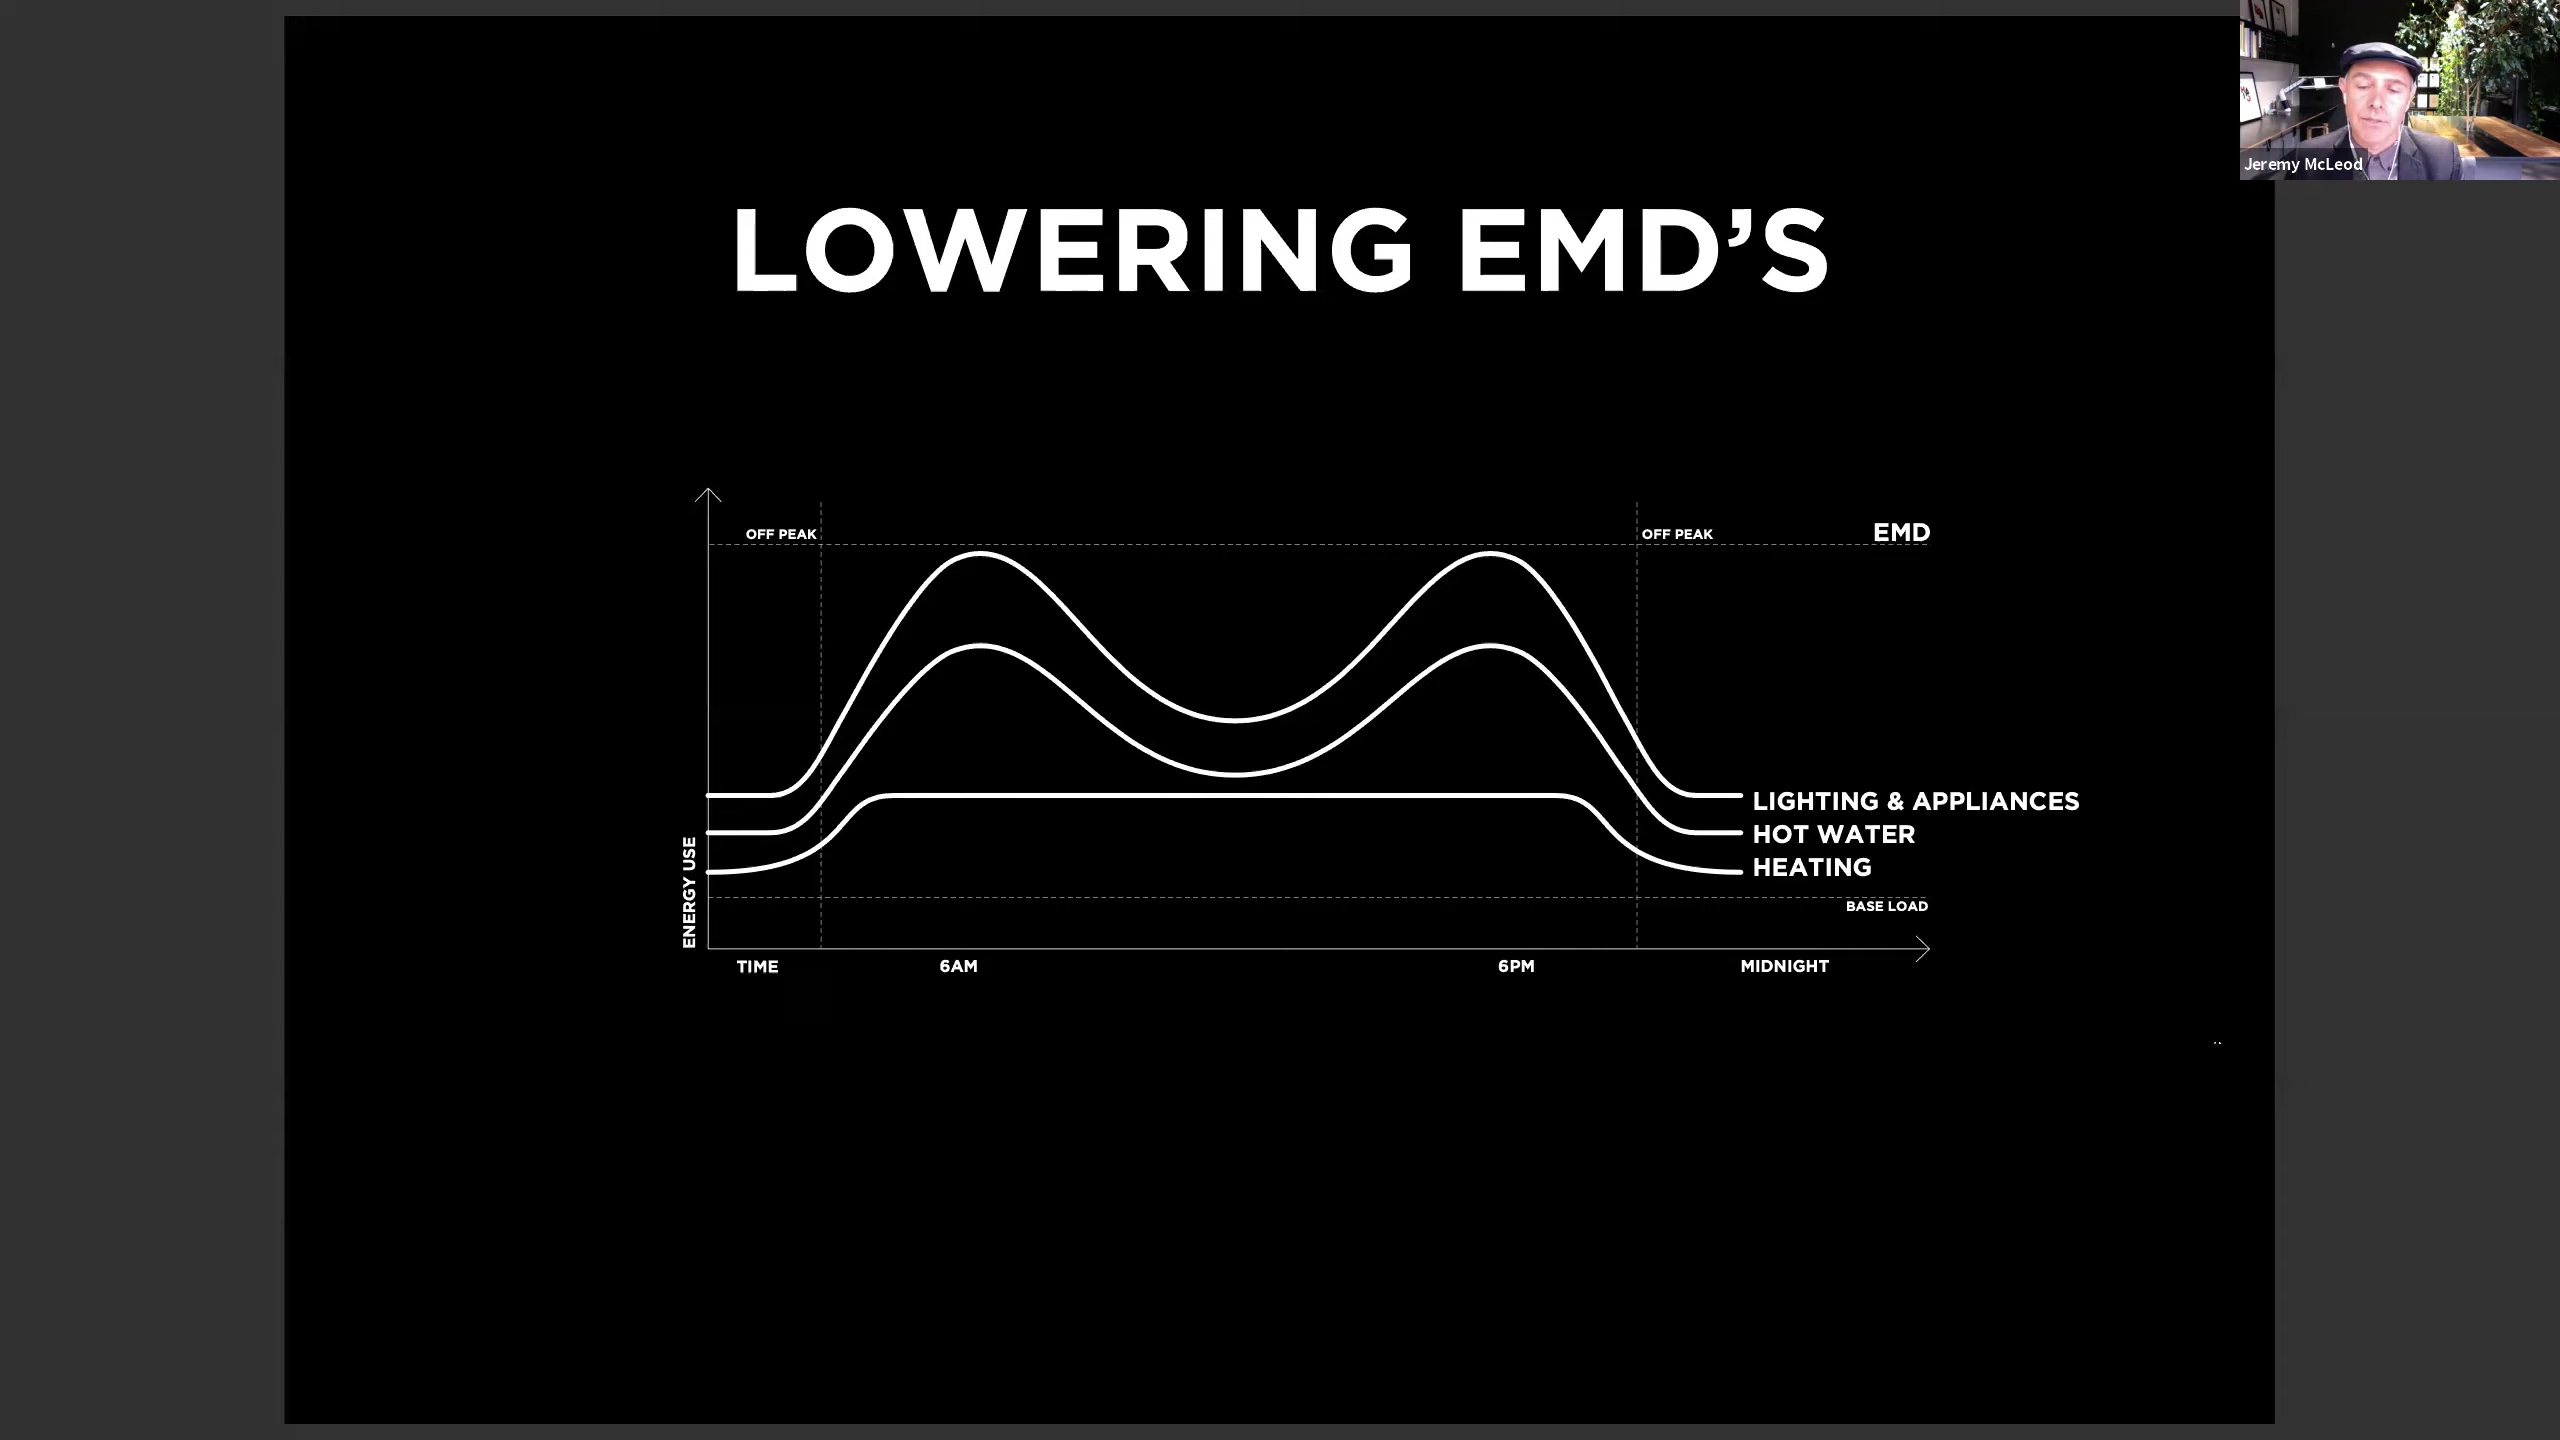 Jeremy McLeod
LOWERING EMD’S
OFF PEAK
OFF PEAK
EMD
LIGHTING & APPLIANCES
HOT WATER
HEATING
BASE LOAD
ENERGY USE
TIME
6AM
6PM
MIDNIGHT